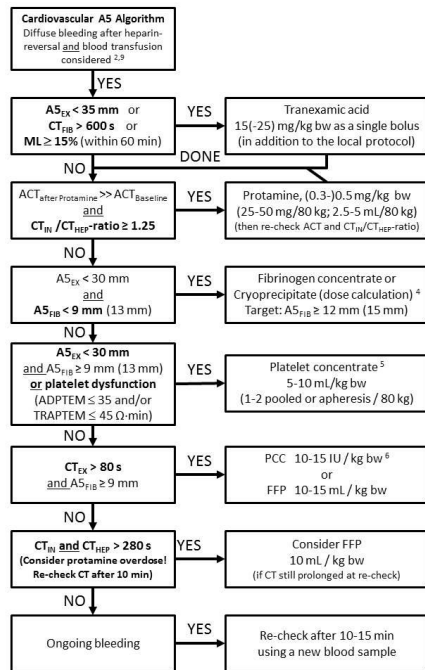 Cardiovascular A5 Algorithm
Diffuse bleeding after heparin-
reversal and blood transfusion
considered 2,9
YES
A5EX < 35 mm or
CTFIB > 600 s or
ML ≥ 15% (within 60 min)
YES
Tranexamic acid
15(-25) mg/kg bw as a single bolus
(in addition to the local protocol)
NO
DONE
ACTafter Protamine >> ACTBaseline
and
CTIN /CTHEP-ratio ≥ 1.25
YES
Protamine, (0.3-)0.5 mg/kg bw
(25-50 mg/80 kg; 2.5-5 mL/80 kg)
(then re-check ACT and CTIN/CTHEP-ratio)
NO
A5EX < 30 mm
and
A5FIB < 9 mm (13 mm)
YES
Fibrinogen concentrate or
Cryoprecipitate (dose calculation) 4
Target: A5FIB ≥ 12 mm (15 mm)
NO
A5EX < 30 mm
and A5FIB ≥ 9 mm (13 mm)
or platelet dysfunction
(ADPTEM ≤ 35 and/or
TRAPTEM ≤ 45 Ω·min)
YES
Platelet concentrate 5
5-10 mL/kg bw
(1-2 pooled or apheresis / 80 kg)
NO
CTEX > 80 s
and A5FIB ≥ 9 mm
YES
PCC 10-15 IU / kg bw 6
or
FFP 10-15 mL / kg bw
NO
CTIN and CTHEP > 280 s
(Consider protamine overdose!
Re-check CT after 10 min)
YES
Consider FFP
10 mL / kg bw
(if CT still prolonged at re-check)
NO
Ongoing bleeding
YES
Re-check after 10-15 min
using a new blood sample